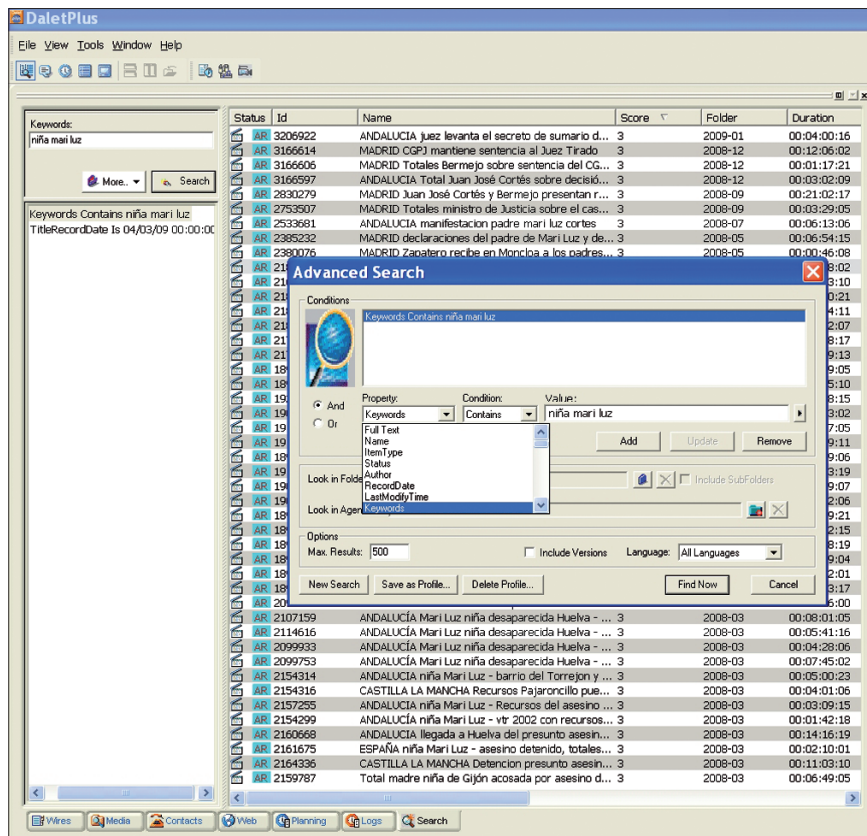 DaletPlus
File View Tools Window Help
Keywords:
niña mari luz
More.. Search
Keywords Contains niña mari luz
TitleRecordDate Is 04/03/09 00:00:00
Status Id Name Score Folder Duration
AR 3206922 ANDALUCIA juez levanta el secreto de sumario d... 3 2009-01 00:04:00:16
AR 3166614 MADRID CGPJ mantiene sentencia al Juez Tirado 3 2008-12 00:12:06:02
AR 3166606 MADRID Totales Bermejo sobre sentencia del CG... 3 2008-12 00:01:17:21
AR 3166597 ANDALUCIA Total Juan José Cortés sobre decisió... 3 2008-12 00:03:02:09
AR 2830279 MADRID Juan José Cortés y Bermejo presentan r... 3 2008-09 00:21:02:17
AR 2753507 MADRID Totales ministro de Justicia sobre el cas... 3 2008-09 00:03:29:05
AR 2533681 ANDALUCIA manifestacion padre mari luz cortes 3 2008-07 00:06:13:06
AR 2385232 MADRID declaraciones del padre de Mari Luz y de... 3 2008-05 00:06:54:15
AR 2380076 MADRID Zapatero recibe en Moncloa a los padres... 3 2008-05 00:00:46:08
Advanced Search
Conditions
Keywords Contains niña mari luz
And
Or
Property: Condition: Value:
Keywords Contains niña mari luz
Full Text
Name
ItemType
Status
Author
RecordDate
LastModifyTime
Keywords
Add Update Remove
Look in Folde
Include SubFolders
Look in Agen
Options
Max. Results: 500 Include Versions Language: All Languages
New Search Save as Profile... Delete Profile... Find Now Cancel
AR 2107159 ANDALUCÍA Mari Luz niña desaparecida Huelva - ... 3 2008-03 00:08:01:05
AR 2114616 ANDALUCÍA Mari Luz niña desaparecida Huelva - ... 3 2008-03 00:05:41:16
AR 2099933 ANDALUCÍA Mari Luz niña desaparecida Huelva - ... 3 2008-03 00:04:28:06
AR 2099753 ANDALUCÍA Mari Luz niña desaparecida Huelva - ... 3 2008-03 00:07:45:02
AR 2154314 ANDALUCIA niña Mari Luz - barrio del Torrejon y ... 3 2008-03 00:05:00:23
AR 2154316 CASTILLA LA MANCHA Recursos Pajaroncillo pue... 3 2008-03 00:04:01:06
AR 2157255 ANDALUCIA niña Mari Luz - Recursos del asesino ... 3 2008-03 00:03:09:15
AR 2154299 ANDALUCÍA niña Mari Luz - vtr 2002 con recursos... 3 2008-03 00:01:42:18
AR 2160668 ANDALUCIA llegada a Huelva del presunto asesin... 3 2008-03 00:14:16:19
AR 2161675 ESPAÑA niña Mari Luz - asesino detenido, totales... 3 2008-03 00:02:10:01
AR 2164336 CASTILLA LA MANCHA Detencion presunto asesin... 3 2008-03 00:11:03:10
AR 2159787 Total madre niña de Gijón acosada por asesino d... 3 2008-03 00:06:49:05
Wires Media Contacts Web Planning Logs Search